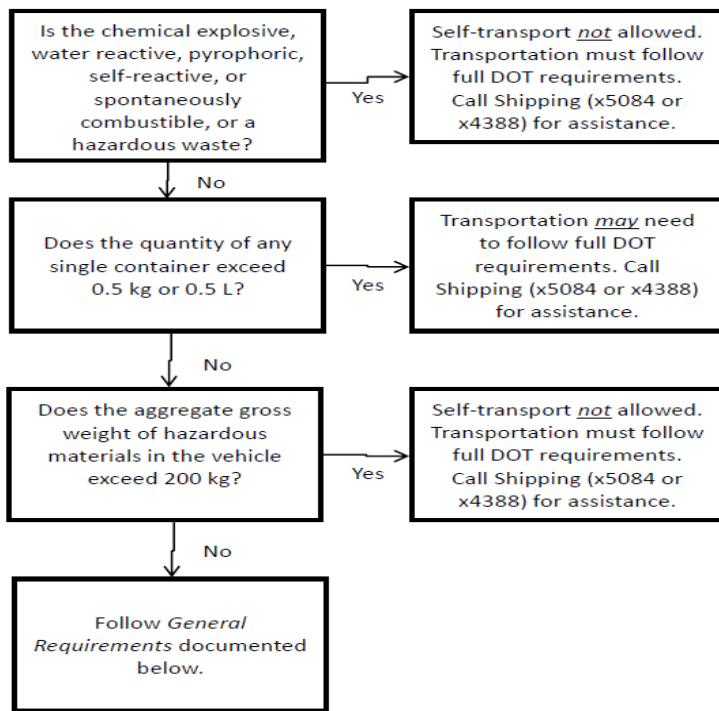 Is the chemical explosive,
water reactive, pyrophoric,
self-reactive, or
spontaneously
combustible, or a
hazardous waste?
Yes
Self-transport not allowed.
Transportation must follow
full DOT requirements.
Call Shipping (x5084 or
x4388) for assistance.
No
Does the quantity of any
single container exceed
0.5 kg or 0.5 L?
Yes
Transportation may need
to follow full DOT
requirements. Call
Shipping (x5084 or x4388)
for assistance.
No
Does the aggregate gross
weight of hazardous
materials in the vehicle
exceed 200 kg?
Yes
Self-transport not allowed.
Transportation must follow
full DOT requirements.
Call Shipping (x5084 or
x4388) for assistance.
No
Follow General
Requirements documented
below.